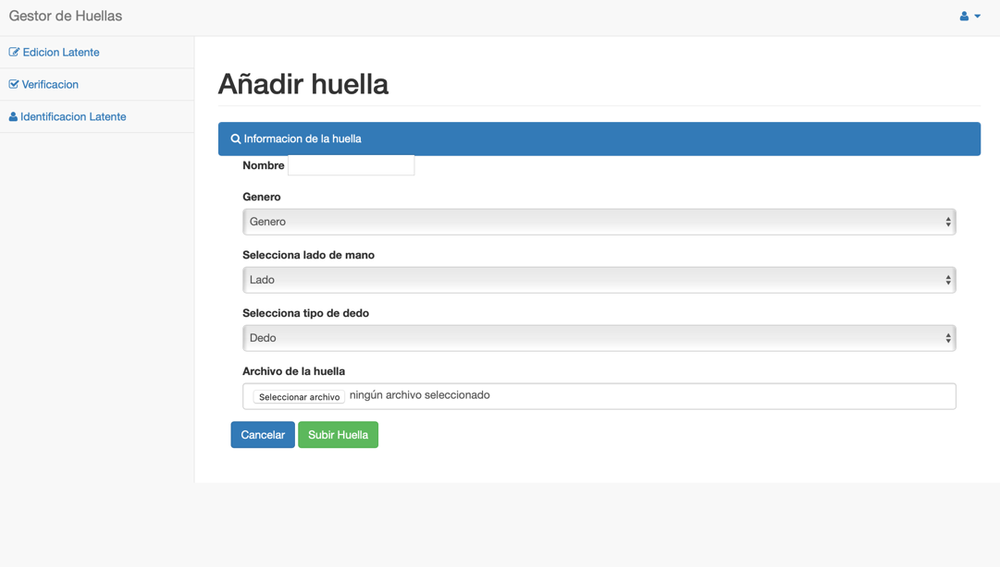 Gestor de Huellas
Edicion Latente
Verificacion
Identificacion Latente
Añadir huella
Informacion de la huella
Nombre
Genero
Genero
Selecciona lado de mano
Lado
Selecciona tipo de dedo
Dedo
Archivo de la huella
Seleccionar archivo ningún archivo seleccionado
Cancelar Subir Huella